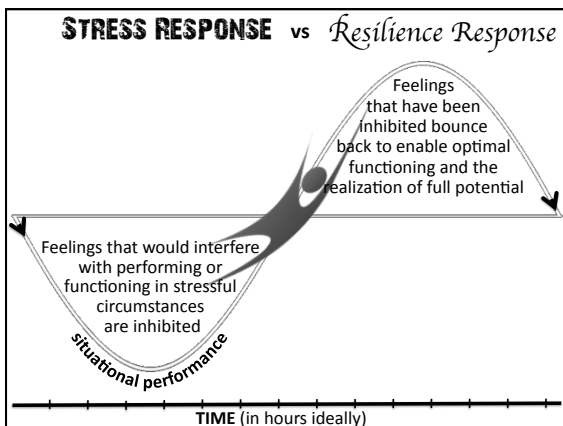 STRESS RESPONSE vs Resilience Response
Feelings
that have been
inhibited bounce
back to enable optimal
functioning and the
realization of full potential
Feelings that would interfere
with performing or
functioning in stressful
circumstances
are inhibited
situational performance
TIME (in hours ideally)